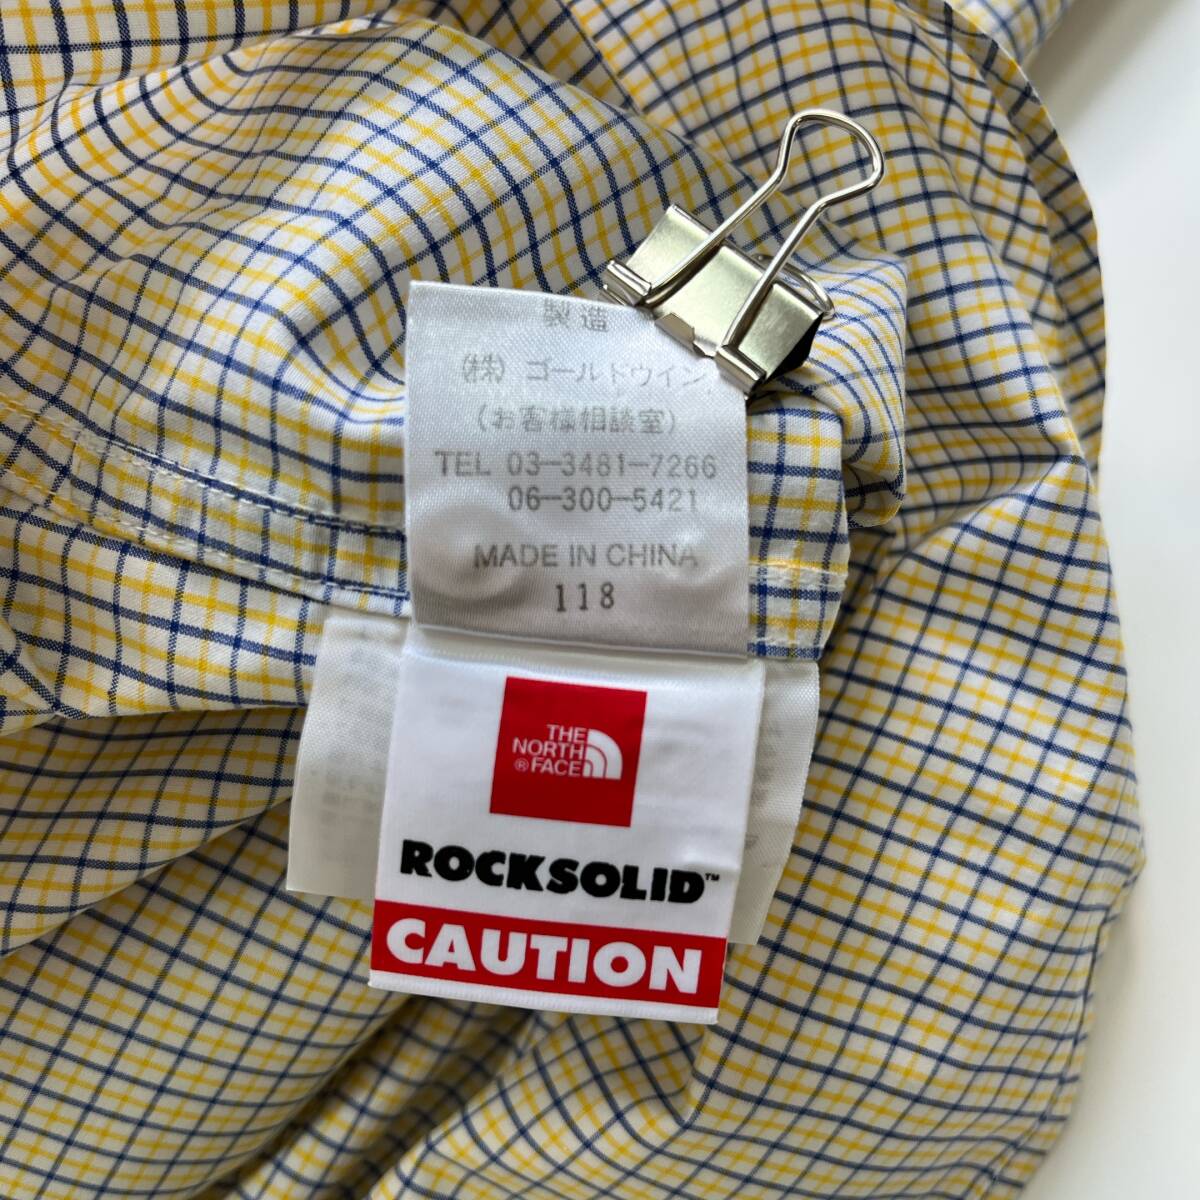 製造
(株) ゴールドウイン
(お客様相談室)
TEL 03-3481-7266
06-300-5421
MADE IN CHINA
118
THE
NORTH
® FACE
ROCKSOLID™
CAUTION